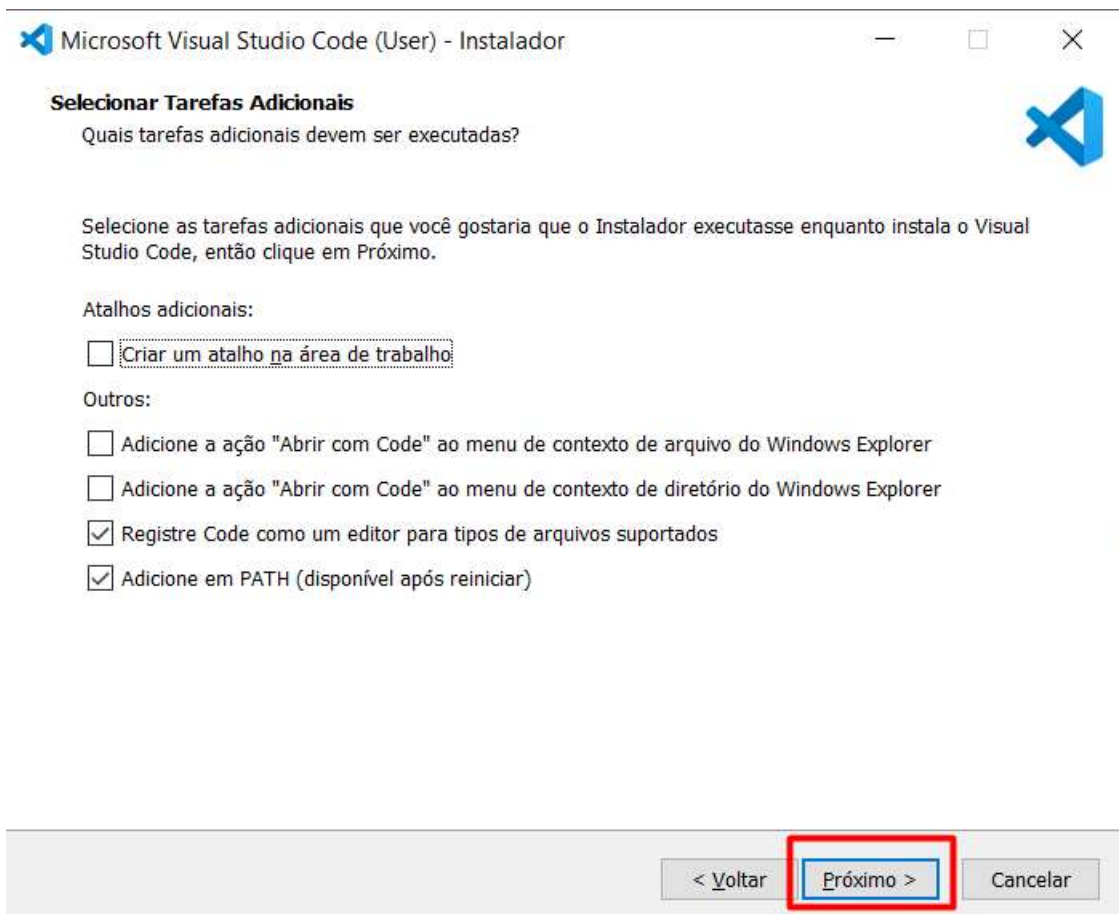 Microsoft Visual Studio Code (User) - Instalador
Selecionar Tarefas Adicionais
Quais tarefas adicionais devem ser executadas?
Selecione as tarefas adicionais que você gostaria que o Instalador executasse enquanto instala o Visual
Studio Code, então clique em Próximo.
Atalhos adicionais:
Criar um atalho na área de trabalho
Outros:
Adicione a ação "Abrir com Code" ao menu de contexto de arquivo do Windows Explorer
Adicione a ação "Abrir com Code" ao menu de contexto de diretório do Windows Explorer
Registre Code como um editor para tipos de arquivos suportados
Adicione em PATH (disponível após reiniciar)
< Voltar Próximo > Cancelar